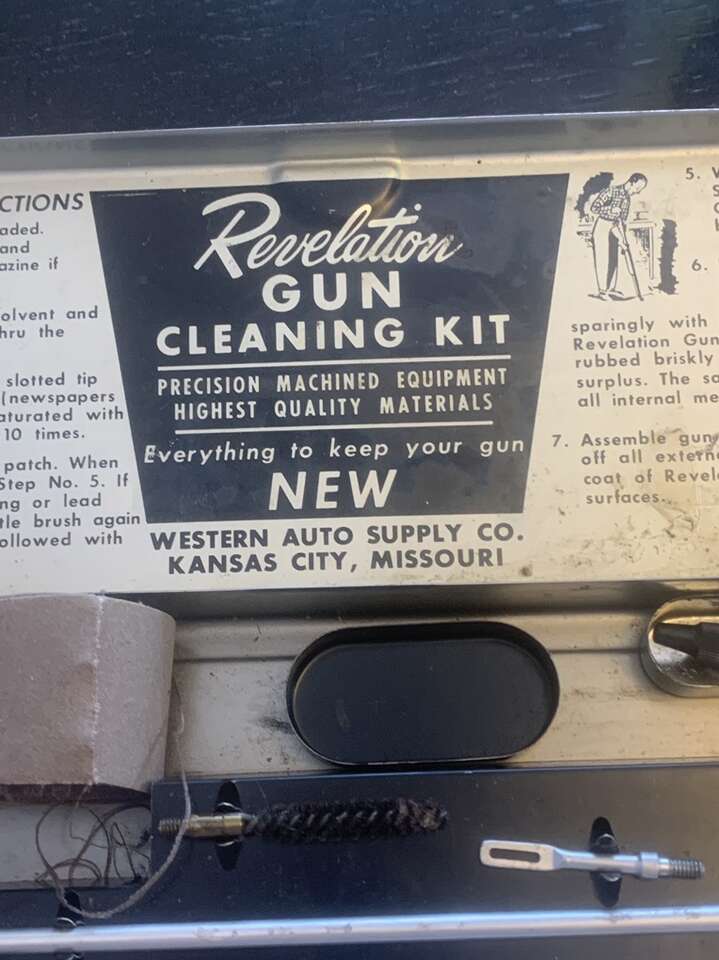 CTIONS
aded.
and
azine if
olvent and
hru the
slotted tip
(newspapers
aturated with
10 times.
patch. When
Step No. 5. If
ng or lead
tle brush again
ollowed with
Revelation
GUN
CLEANING KIT
PRECISION MACHINED EQUIPMENT
HIGHEST QUALITY MATERIALS
Everything to keep your gun
NEW
WESTERN AUTO SUPPLY CO.
KANSAS CITY, MISSOURI
5.
6.
sparingly with
Revelation Gun
rubbed briskly
surplus. The
all internal me
7. Assemble gun
off all extern
coat of Revel
surfaces.